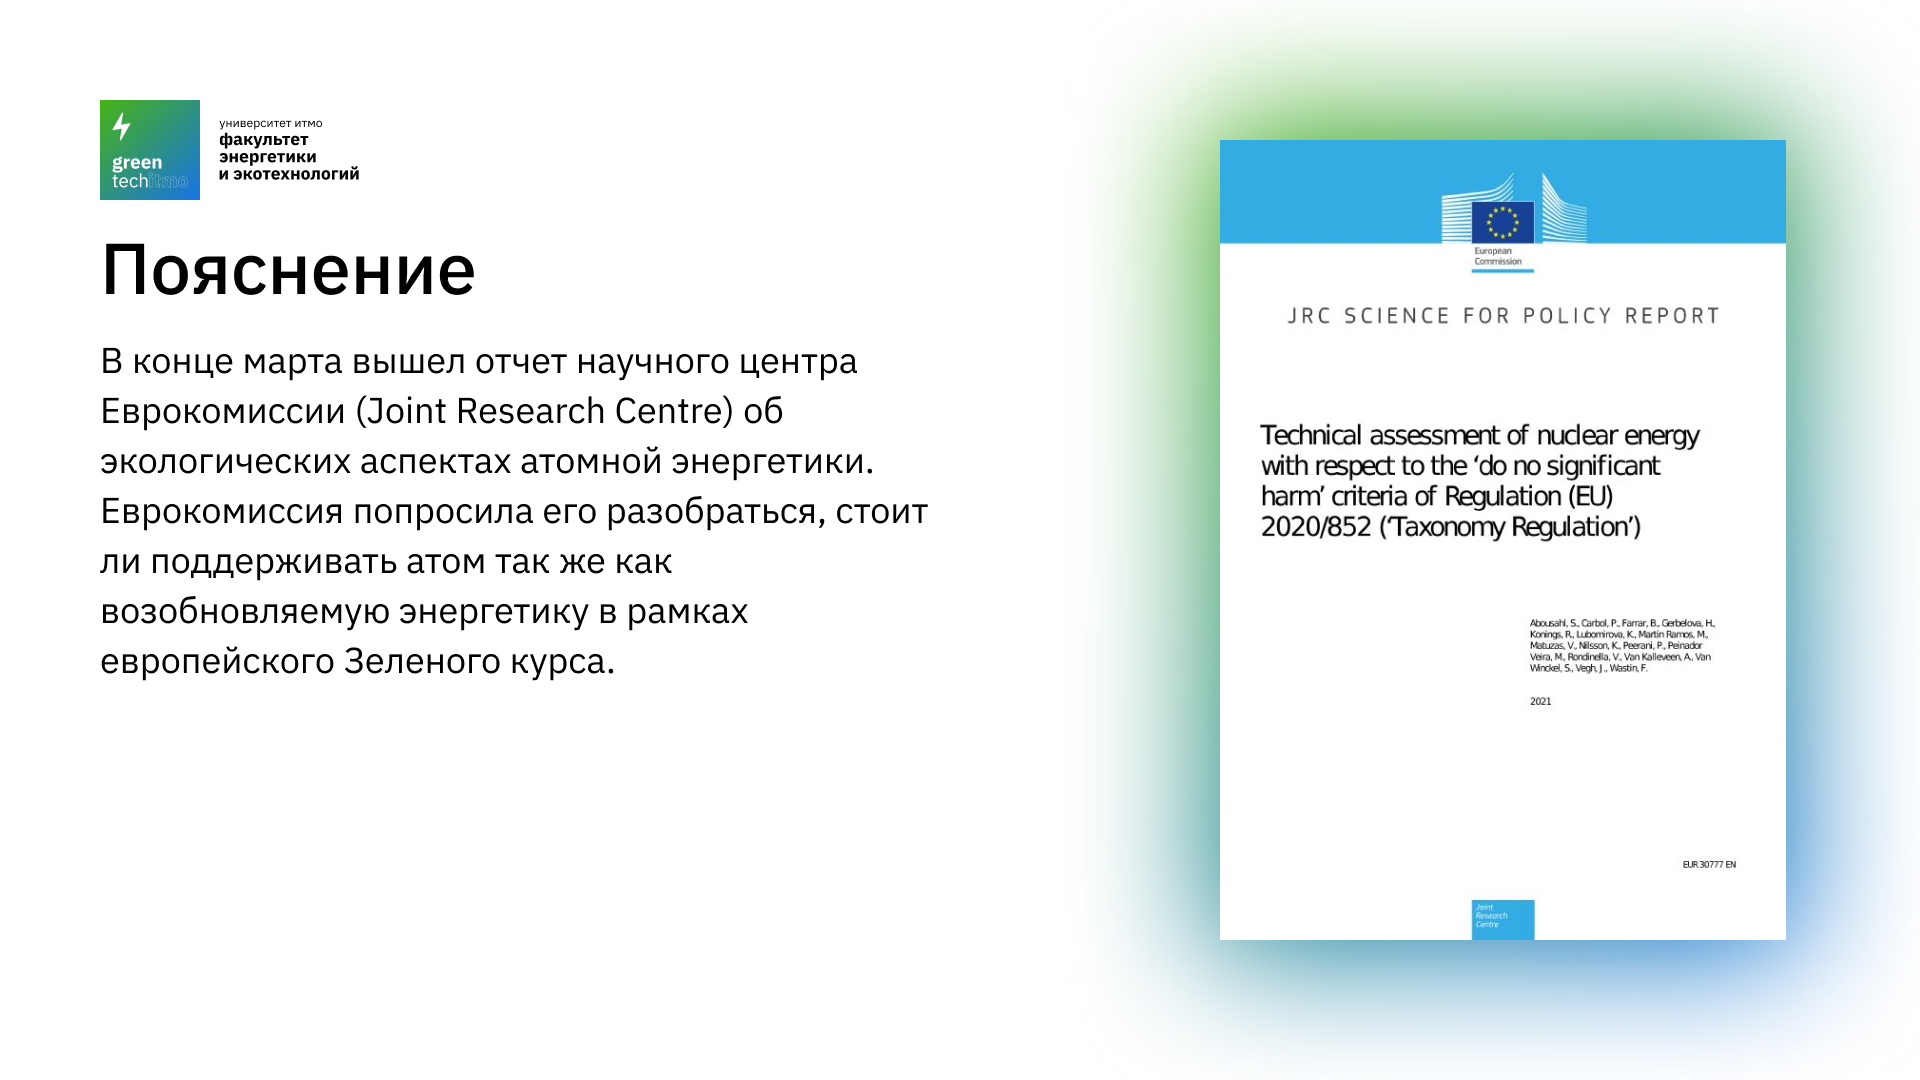 green
techitmo
университет итмо
факультет
энергетики
и экотехнологий
Пояснение
В конце марта вышел отчет научного центра
Еврокомиссии (Joint Research Centre) об
экологических аспектах атомной энергетики.
Еврокомиссия попросила его разобраться, стоит
ли поддерживать атом так же как
возобновляемую энергетику в рамках
европейского Зеленого курса.
European
Commission
JRC SCIENCE FOR POLICY REPORT
Technical assessment of nuclear energy
with respect to the ‘do no significant
harm’ criteria of Regulation (EU)
2020/852 (‘Taxonomy Regulation’)
Abousahl, S., Carbol, P., Farrar, B., Gerbelova, H.,
Konings, R., Lubomirova, K., Martin Ramos, M.,
Matuzas, V., Nilsson, K., Peerani, P., Peinador
Veira, M., Rondinella, V., Van Kalleveen, A., Van
Winckel, S., Vegh, J., Wastin, F.
2021
EUR 30777 EN
Joint
Research
Centre